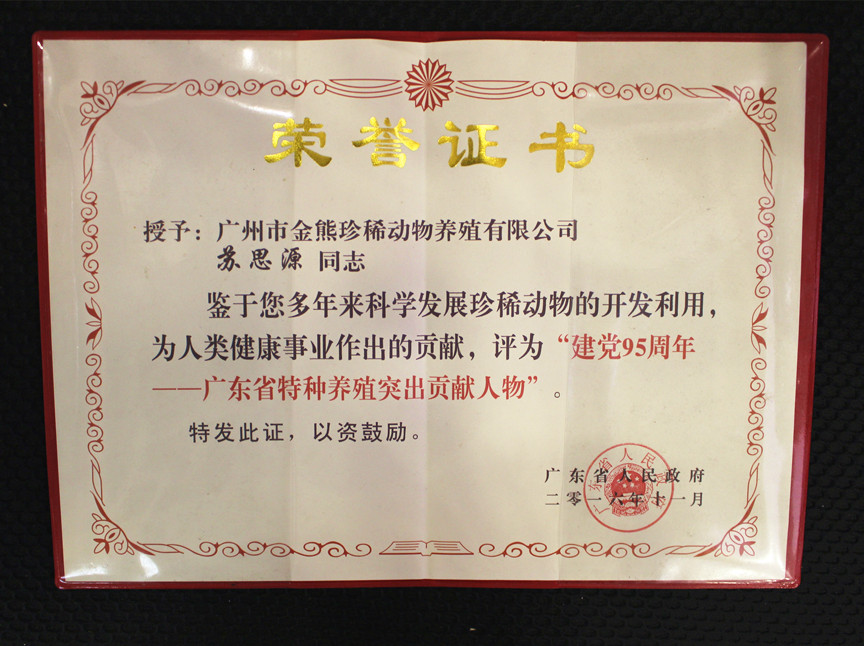 荣誉证书
授予：广州市金熊珍稀动物养殖有限公司
苏思源 同志
鉴于您多年来科学发展珍稀动物的开发利用，
为人类健康事业作出的贡献，评为“建党95周年
——广东省特种养殖突出贡献人物”。
特发此证，以资鼓励。
广东省人民政府
二零一六年十一月